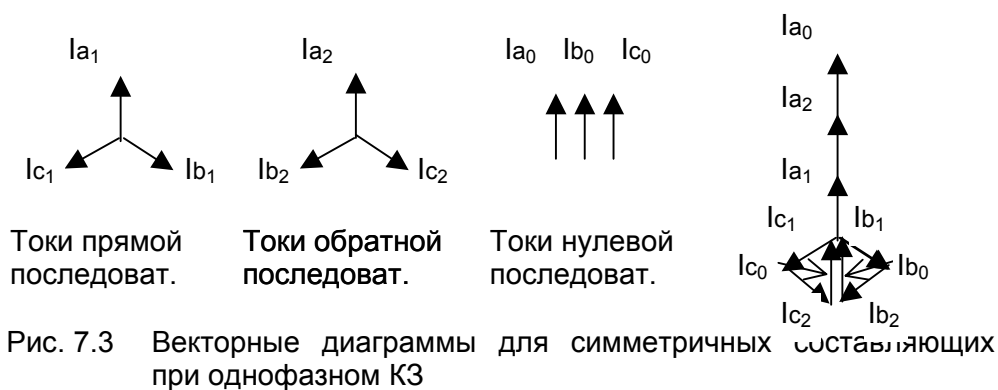 Ia₀
Ia₁ Ia₂ Ia₀ Ib₀ Ic₀
Ia₂
Ic₁ Ib₁ Ib₂ Ic₂ Ia₁
Ic₁ Ib₁
Токи прямой
последоват.
Токи обратной
последоват.
Токи нулевой
последоват.
Ic₀ Ib₀
Ic₂ Ib₂
Рис. 7.3 Векторные диаграммы для симметричных составляющих
при однофазном КЗ